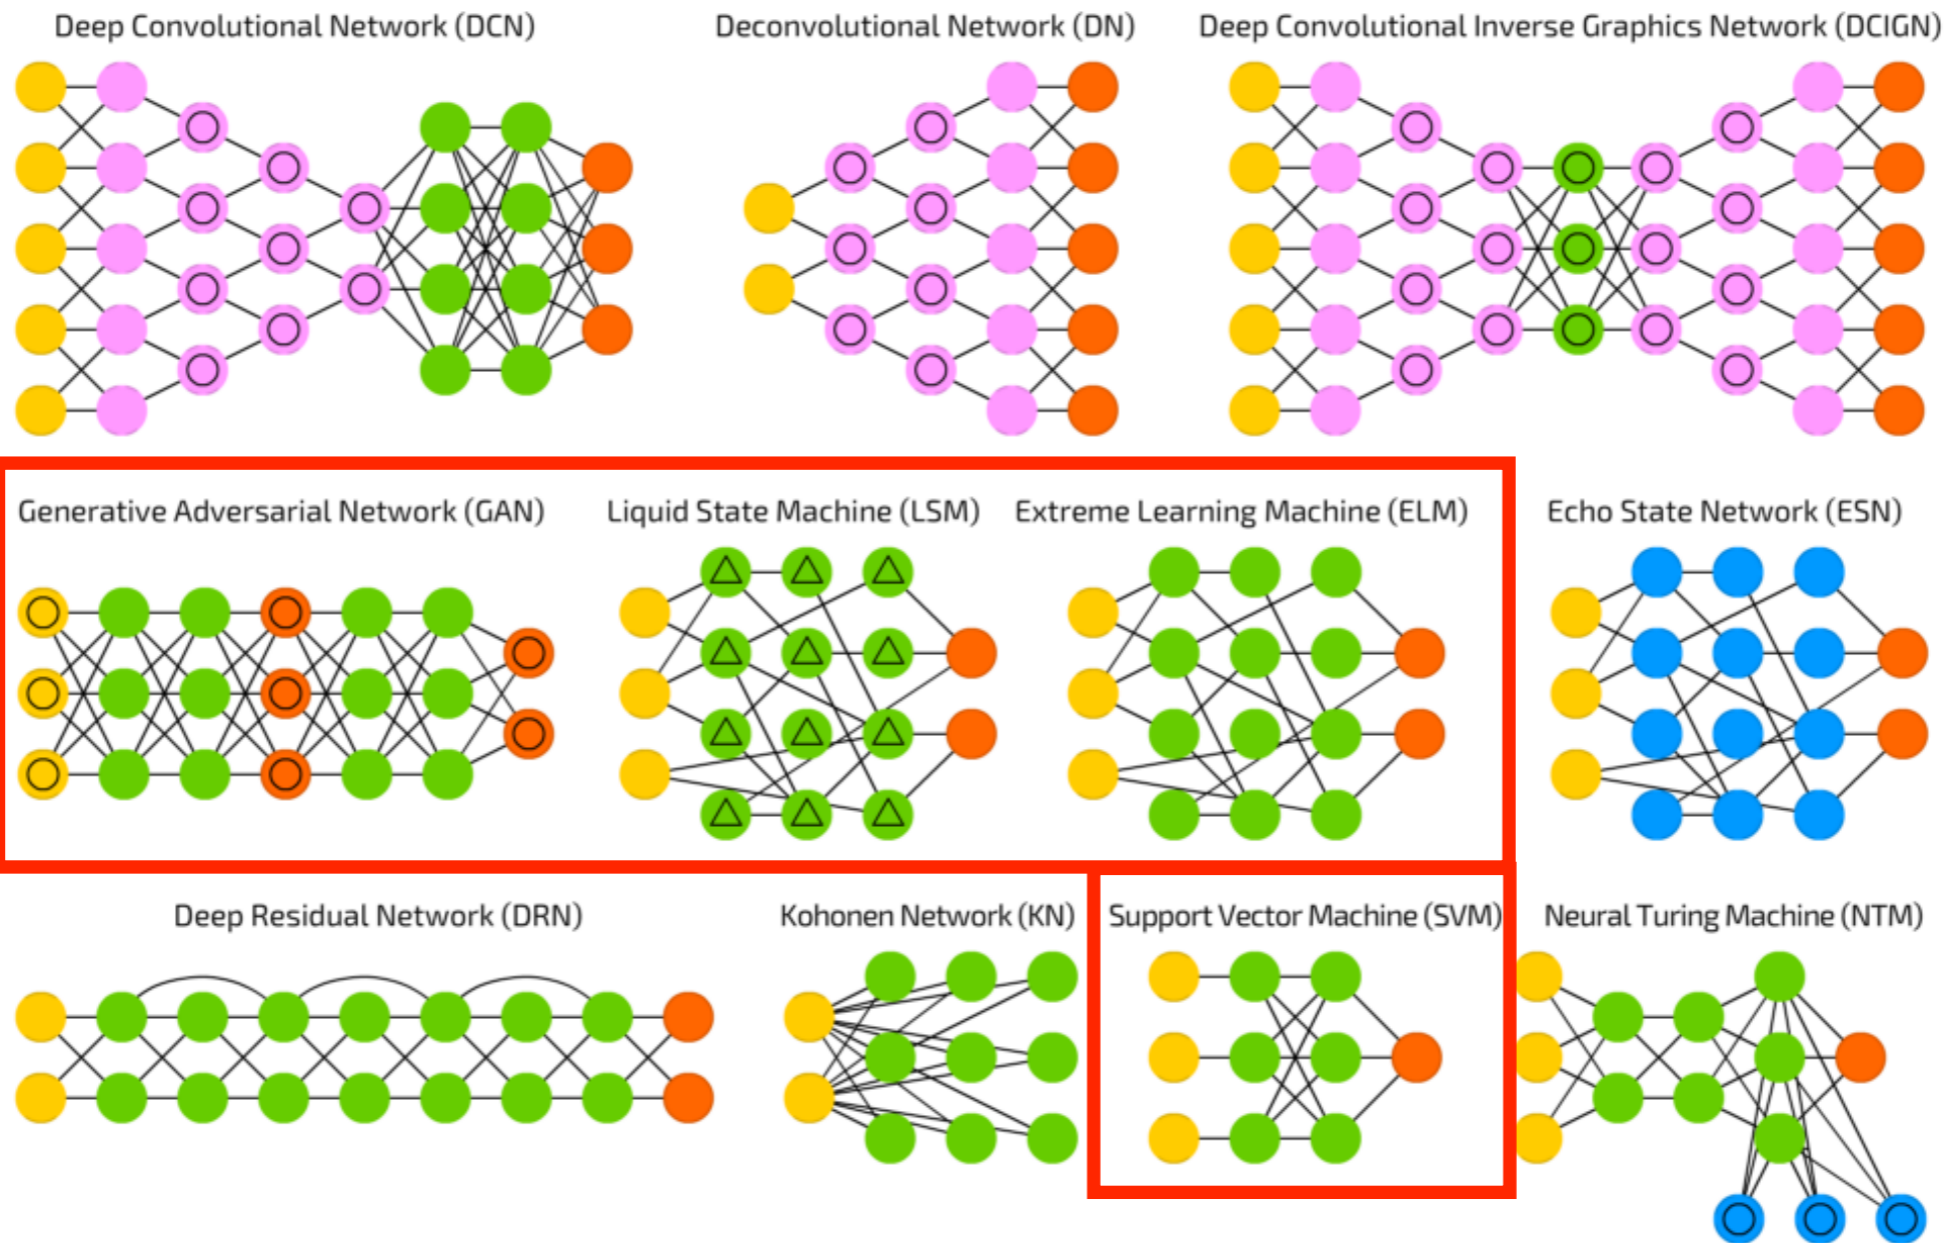 Deep Convolutional Network (DCN)
Deconvolutional Network (DN)
Deep Convolutional Inverse Graphics Network (DCIGN)
Generative Adversarial Network (GAN)
Liquid State Machine (LSM)
Extreme Learning Machine (ELM)
Echo State Network (ESN)
Deep Residual Network (DRN)
Kohonen Network (KN)
Support Vector Machine (SVM)
Neural Turing Machine (NTM)